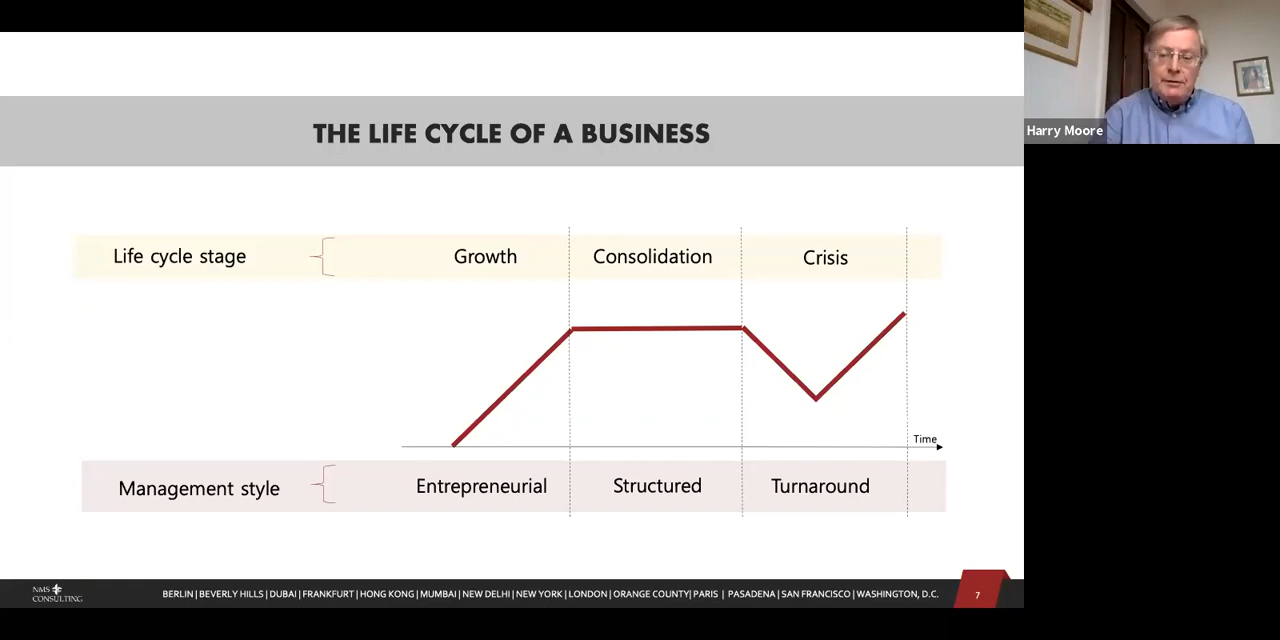 THE LIFE CYCLE OF A BUSINESS
Harry Moore
Life cycle stage
Growth
Consolidation
Crisis
Time
Management style
Entrepreneurial
Structured
Turnaround
NMS
CONSULTING
BERLIN | BEVERLY HILLS | DUBAI | FRANKFURT | HONG KONG | MUMBAI | NEW DELHI | NEW YORK | LONDON | ORANGE COUNTY| PARIS | PASADENA | SAN FRANCISCO | WASHINGTON, D.C.
7